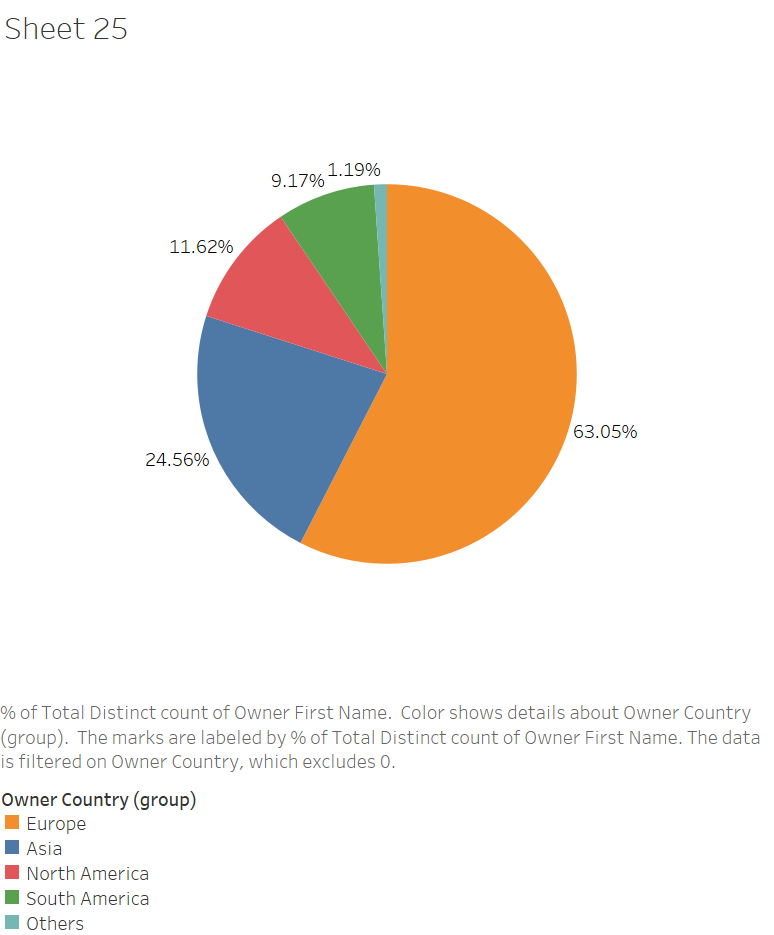 Sheet 25
1.19%
9.17%
11.62%
63.05%
24.56%
% of Total Distinct count of Owner First Name.  Color shows details about Owner Country
(group).  The marks are labeled by % of Total Distinct count of Owner First Name. The data
is filtered on Owner Country, which excludes 0.
Owner Country (group)
Europe
Asia
North America
South America
Others